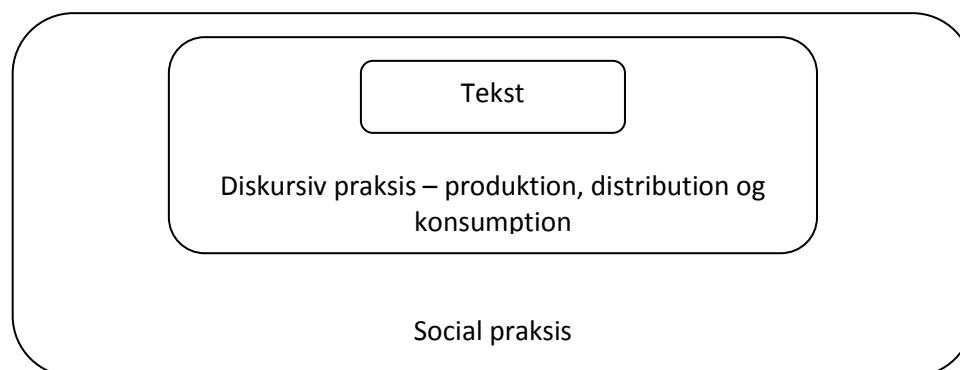 Tekst
Diskursiv praksis – produktion, distribution og
konsumption
Social praksis